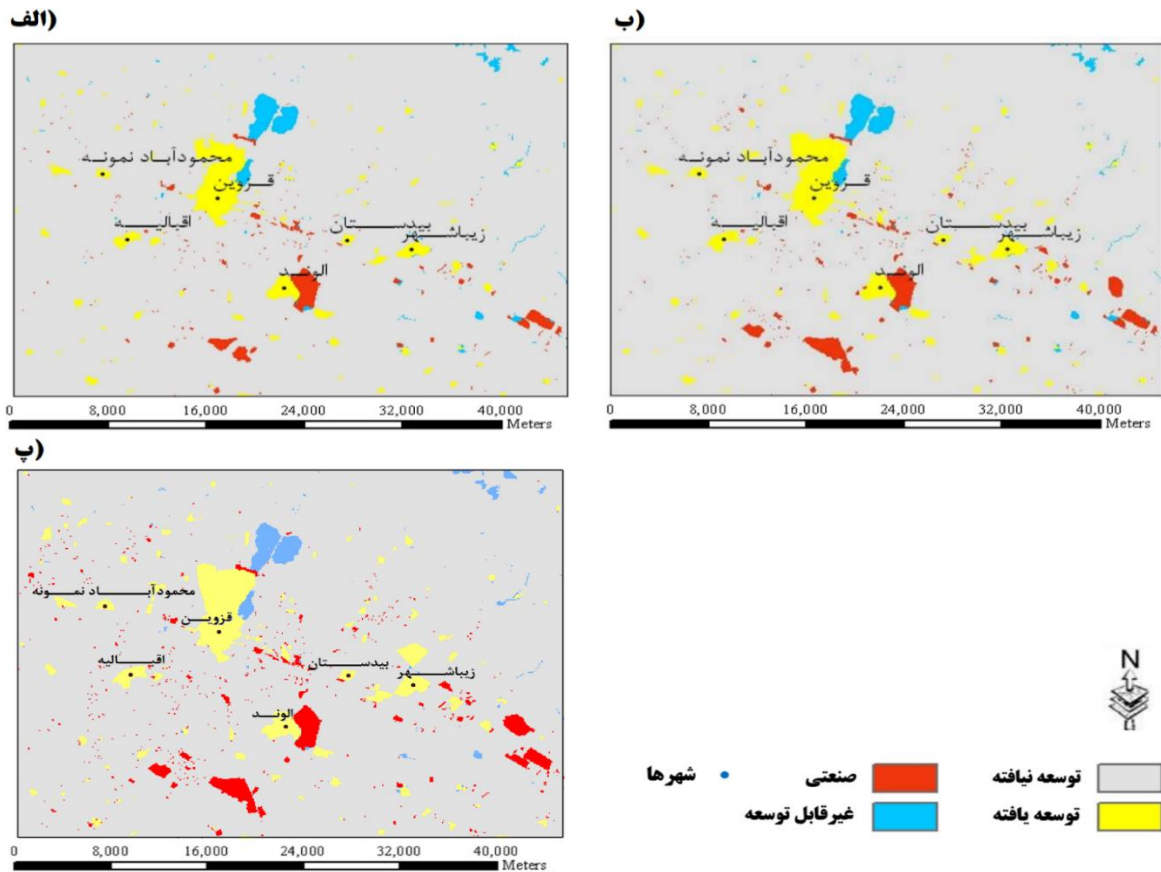 الف)
محمودآباد نمونه
قزوین
اقبالیه
بیدستان
زیباشهر
الوند
0 8,000 16,000 24,000 32,000 40,000
Meters
ب)
محمودآباد نمونه
قزوین
اقبالیه
بیدستان
زیباشهر
الوند
0 8,000 16,000 24,000 32,000 40,000
Meters
پ)
محمودآباد نمونه
قزوین
اقبالیه
بیدستان
زیباشهر
الوند
0 8,000 16,000 24,000 32,000 40,000
Meters
N
توسعه نیافته
صنعتی
شهرها
توسعه یافته
غیرقابل توسعه